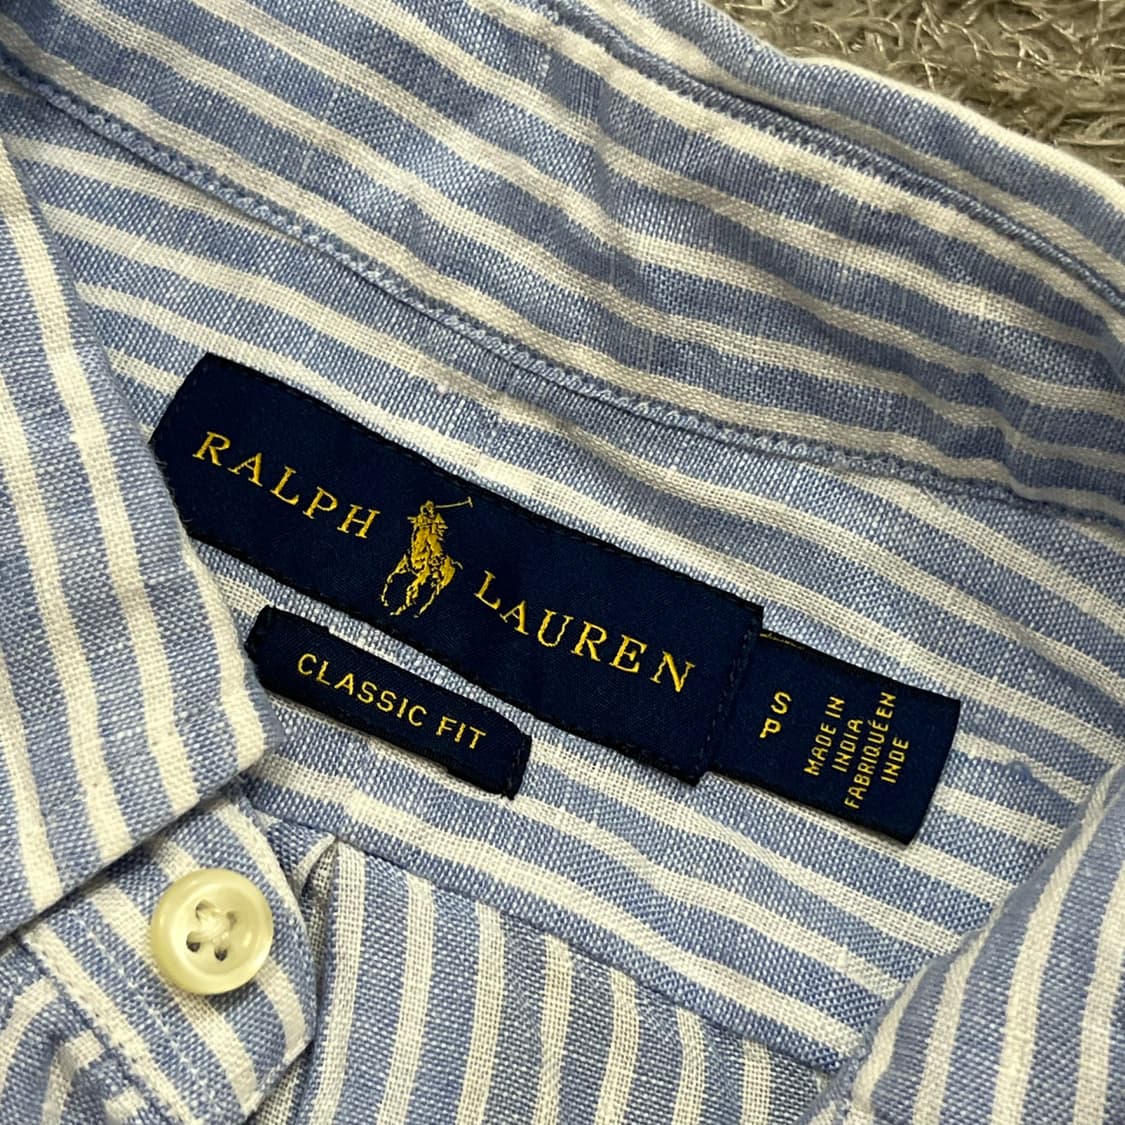 RALPH LAUREN
CLASSIC FIT
S
P
MADE IN
INDIA
FABRIQUÉ EN
INDE